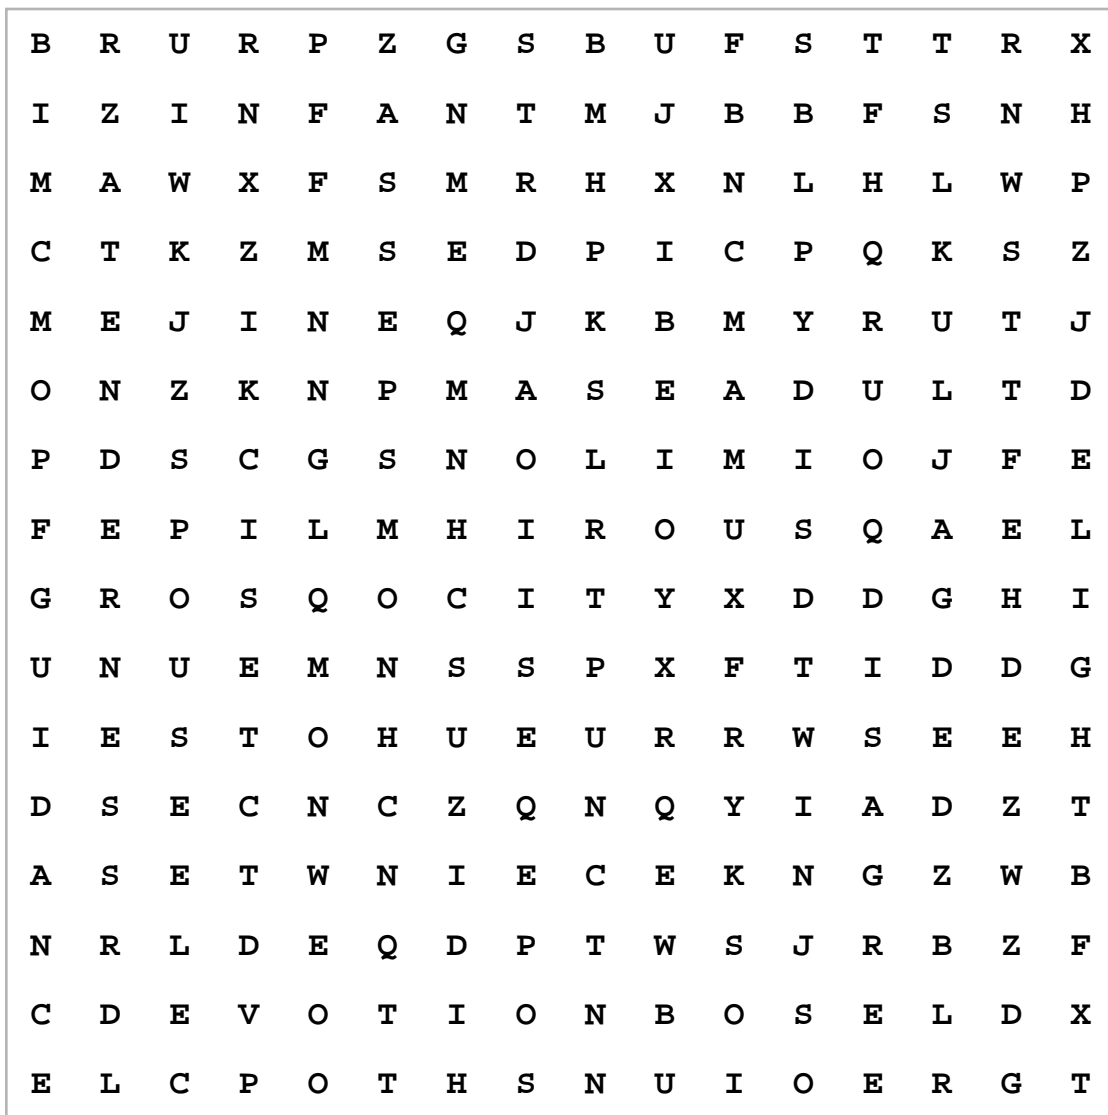 B R U R P Z G S B U F S T T R X
I Z I N F A N T M J B B F S N H
M A W X F S M R H X N L H L W P
C T K Z M S E D P I C P Q K S Z
M E J I N E Q J K B M Y R U T J
O N Z K N P M A S E A D U L T D
P D S C G S N O L I M I O J F E
F E P I L M H I R O U S Q A E L
G R O S Q O C I T Y X D D G H I
U N U E M N S S P X F T I D D G
I E S T O H U E U R R W S E E H
D S E C N C Z Q N Q Y I A D Z T
A S E T W N I E C E K N G Z W B
N R L D E Q D P T W S J R B Z F
C D E V O T I O N B O S E L D X
E L C P O T H S N U I O E R G T